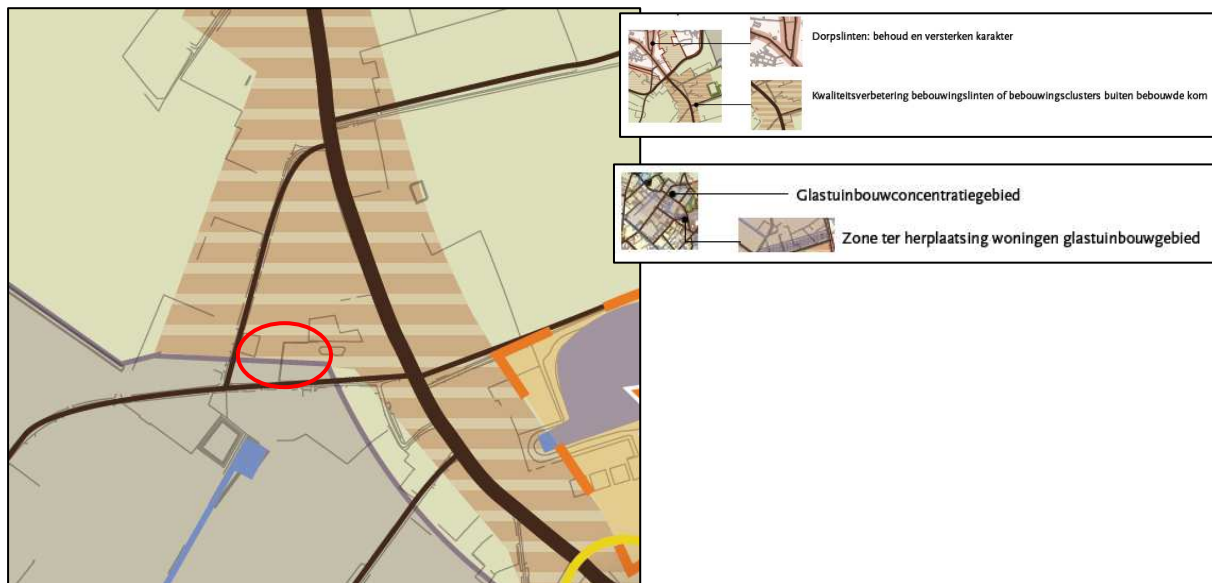 Dorpslinten: behoud en versterken karakter
Kwaliteitsverbetering bebouwingslinten of bebouwingsclusters buiten bebouwde kom
Glastuinbouwconcentratiegebied
Zone ter herplaatsing woningen glastuinbouwgebied